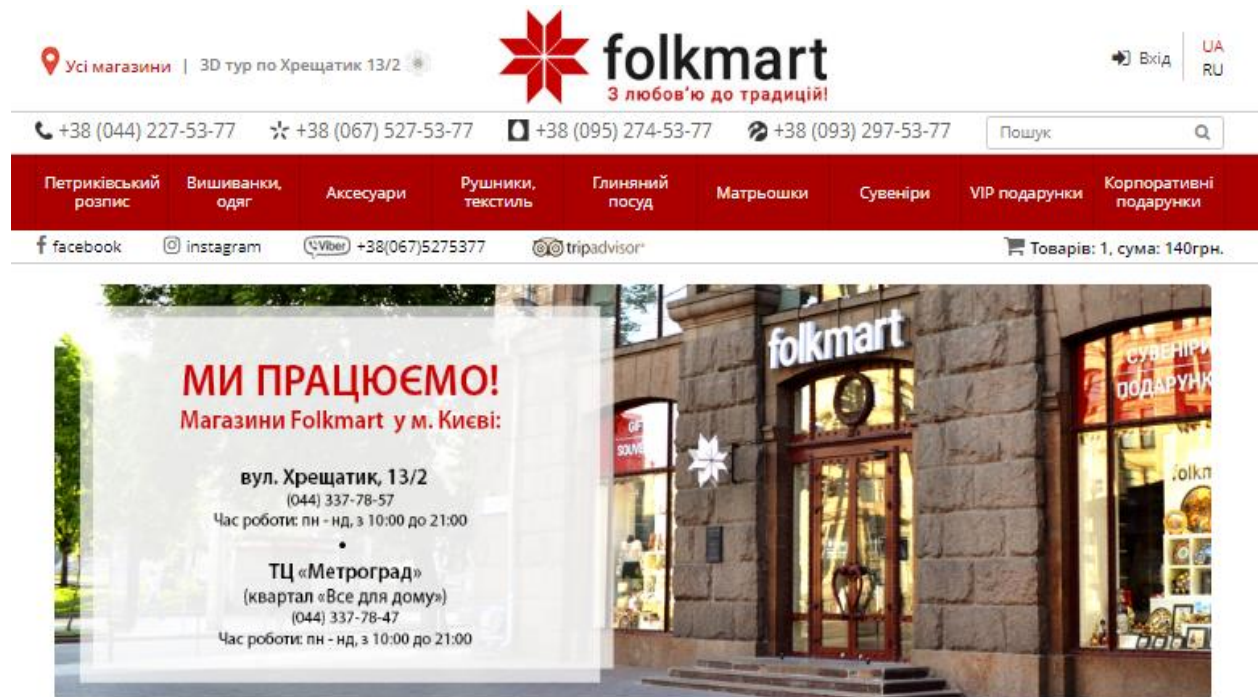 Усі магазини | 3D тур по Хрещатик 13/2
folkmart
З любов'ю до традицій!
Вхід
UA
RU
+38 (044) 227-53-77
+38 (067) 527-53-77
+38 (095) 274-53-77
+38 (093) 297-53-77
Пошук
Петриківський
розпис
Вишиванки,
одяг
Аксесуари
Рушники,
текстиль
Глиняний
посуд
Матрьошки
Сувеніри
VIP подарунки
Корпоративні
подарунки
facebook
instagram
Viber +38(067)5275377
tripadvisor
Товарів: 1, сума: 140грн.
МИ ПРАЦЮЄМО!
Магазини Folkmart у м. Києві:
вул. Хрещатик, 13/2
(044) 337-78-57
Час роботи: пн - нд, з 10:00 до 21:00
•
ТЦ «Метроград»
(квартал «Все для дому»)
(044) 337-78-47
Час роботи: пн - нд, з 10:00 до 21:00
folkmart
СУВЕНІРИ
ПОДАРУНК
GIF
SOUVE
folkm